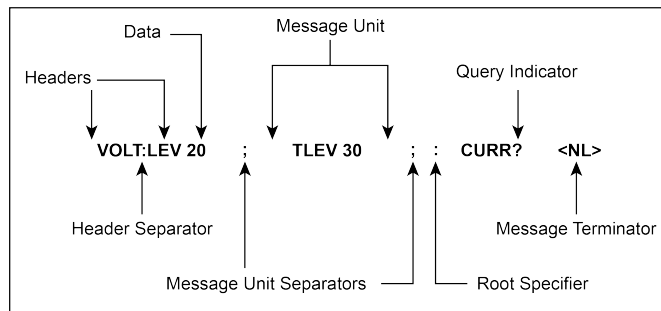 Data
Message Unit
Headers
Query Indicator
VOLT:LEV 20 ; TLEV 30 ; : CURR? <NL>
Header Separator
Message Terminator
Message Unit Separators
Root Specifier